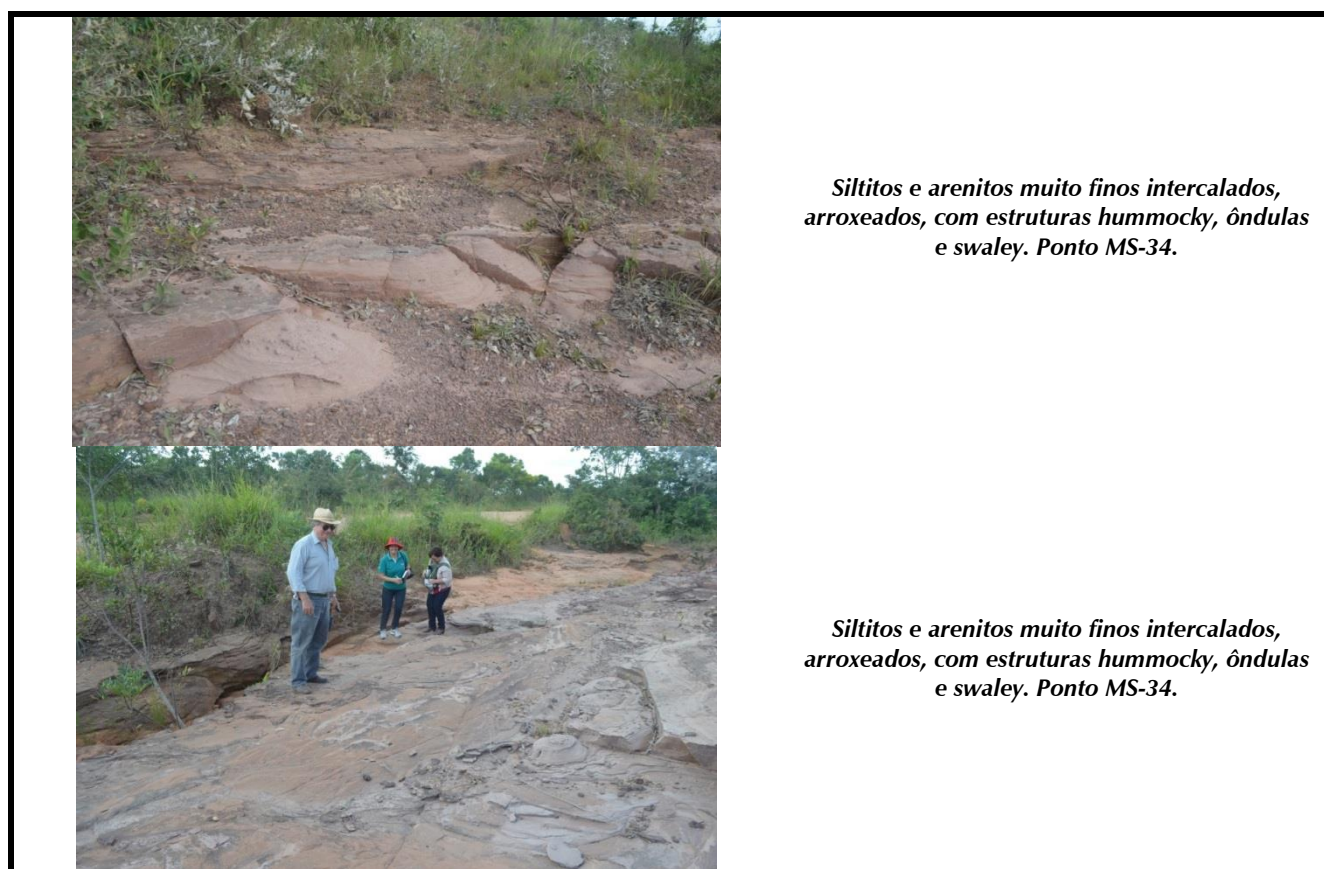 Siltitos e arenitos muito finos intercalados,
arroxeados, com estruturas hummocky, ôndulas
e swaley. Ponto MS-34.
Siltitos e arenitos muito finos intercalados,
arroxeados, com estruturas hummocky, ôndulas
e swaley. Ponto MS-34.